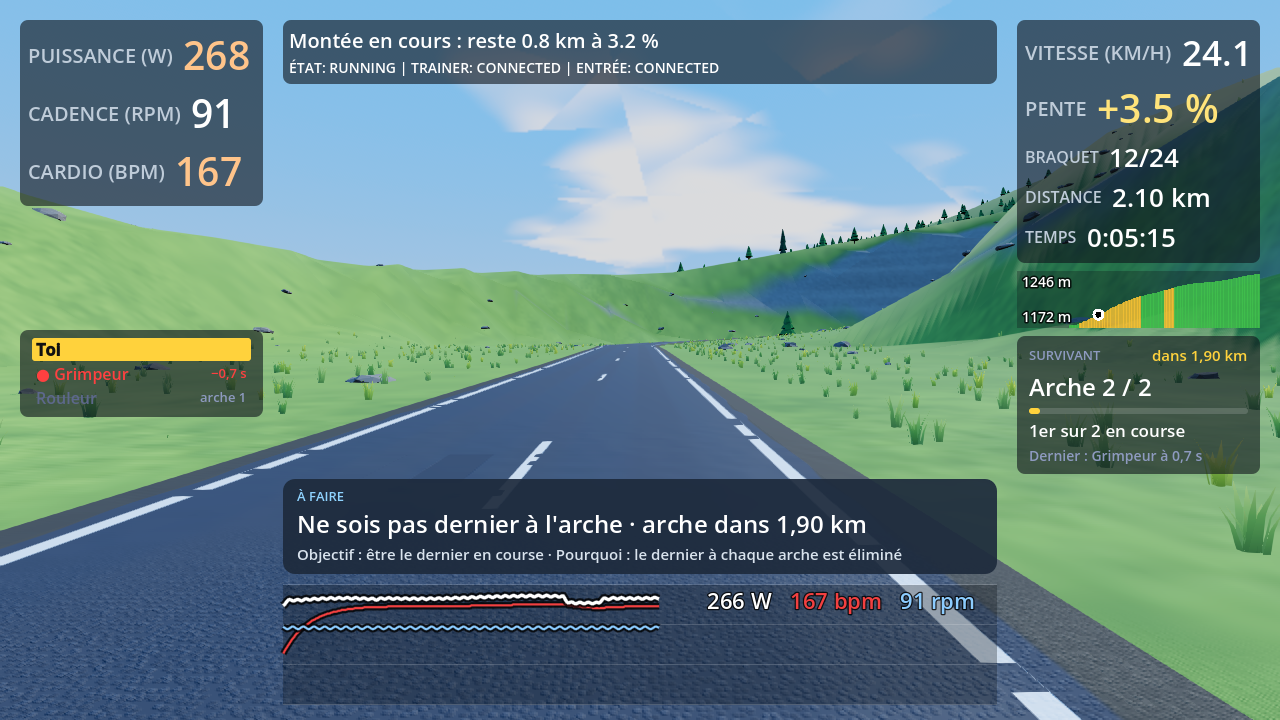 PUISSANCE (W) 268
CADENCE (RPM) 91
CARDIO (BPM) 167
Montée en cours : reste 0.8 km à 3.2 %
ÉTAT: RUNNING | TRAINER: CONNECTED | ENTRÉE: CONNECTED
VITESSE (KM/H) 24.1
PENTE +3.5 %
BRAQUET 12/24
DISTANCE 2.10 km
TEMPS 0:05:15
1246 m
1172 m
Toi
Grimpeur −0,7 s
Rouleur arche 1
SURVIVANT dans 1,90 km
Arche 2 / 2
1er sur 2 en course
Dernier : Grimpeur à 0,7 s
À FAIRE
Ne sois pas dernier à l'arche · arche dans 1,90 km
Objectif : être le dernier en course · Pourquoi : le dernier à chaque arche est éliminé
266 W 167 bpm 91 rpm